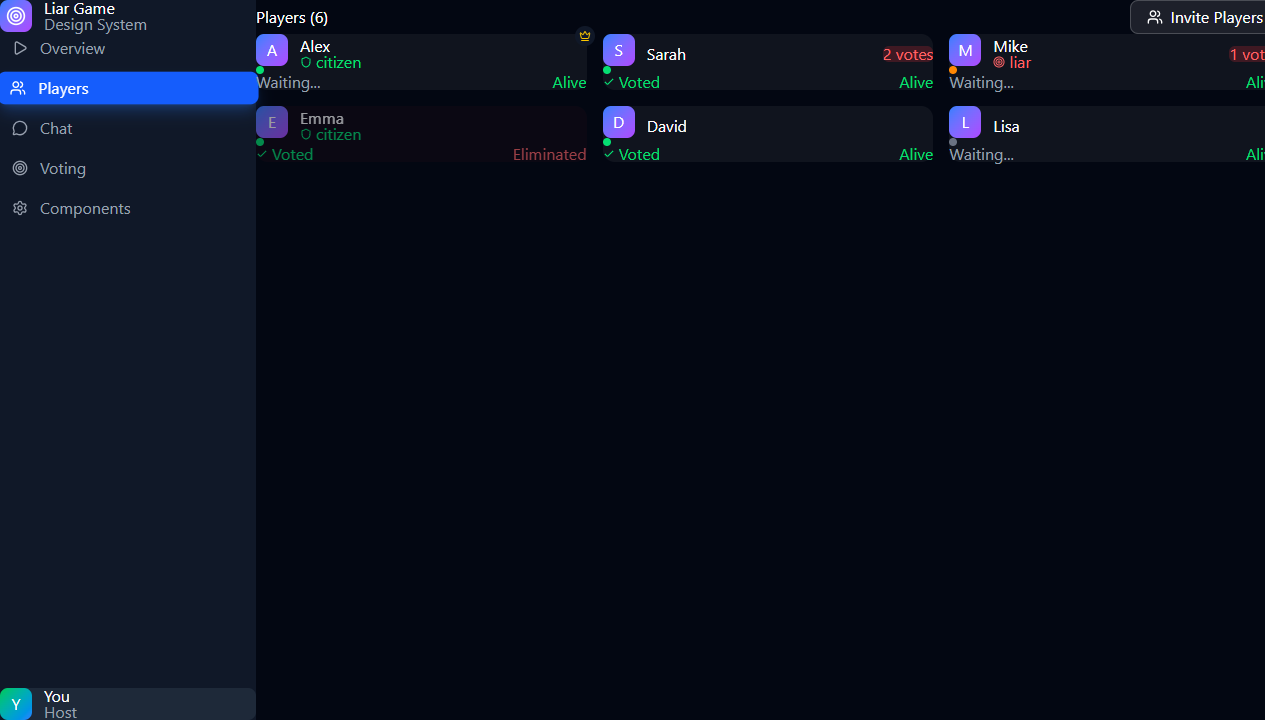 Liar Game
Design System
Overview
Players
Chat
Voting
Components
Y
You
Host
Players (6)
Invite Players
A
Alex
citizen
Waiting...
Alive
S
Sarah
2 votes
Voted
Alive
M
Mike
liar
1 vot
Waiting...
Ali
E
Emma
citizen
Voted
Eliminated
D
David
Voted
Alive
L
Lisa
Waiting...
Ali